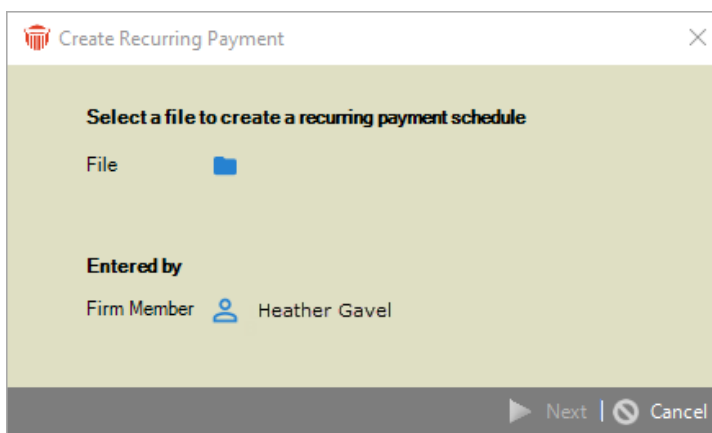 Create Recurring Payment
Select a file to create a recurring payment schedule
File
Entered by
Firm Member Heather Gavel
Next | Cancel